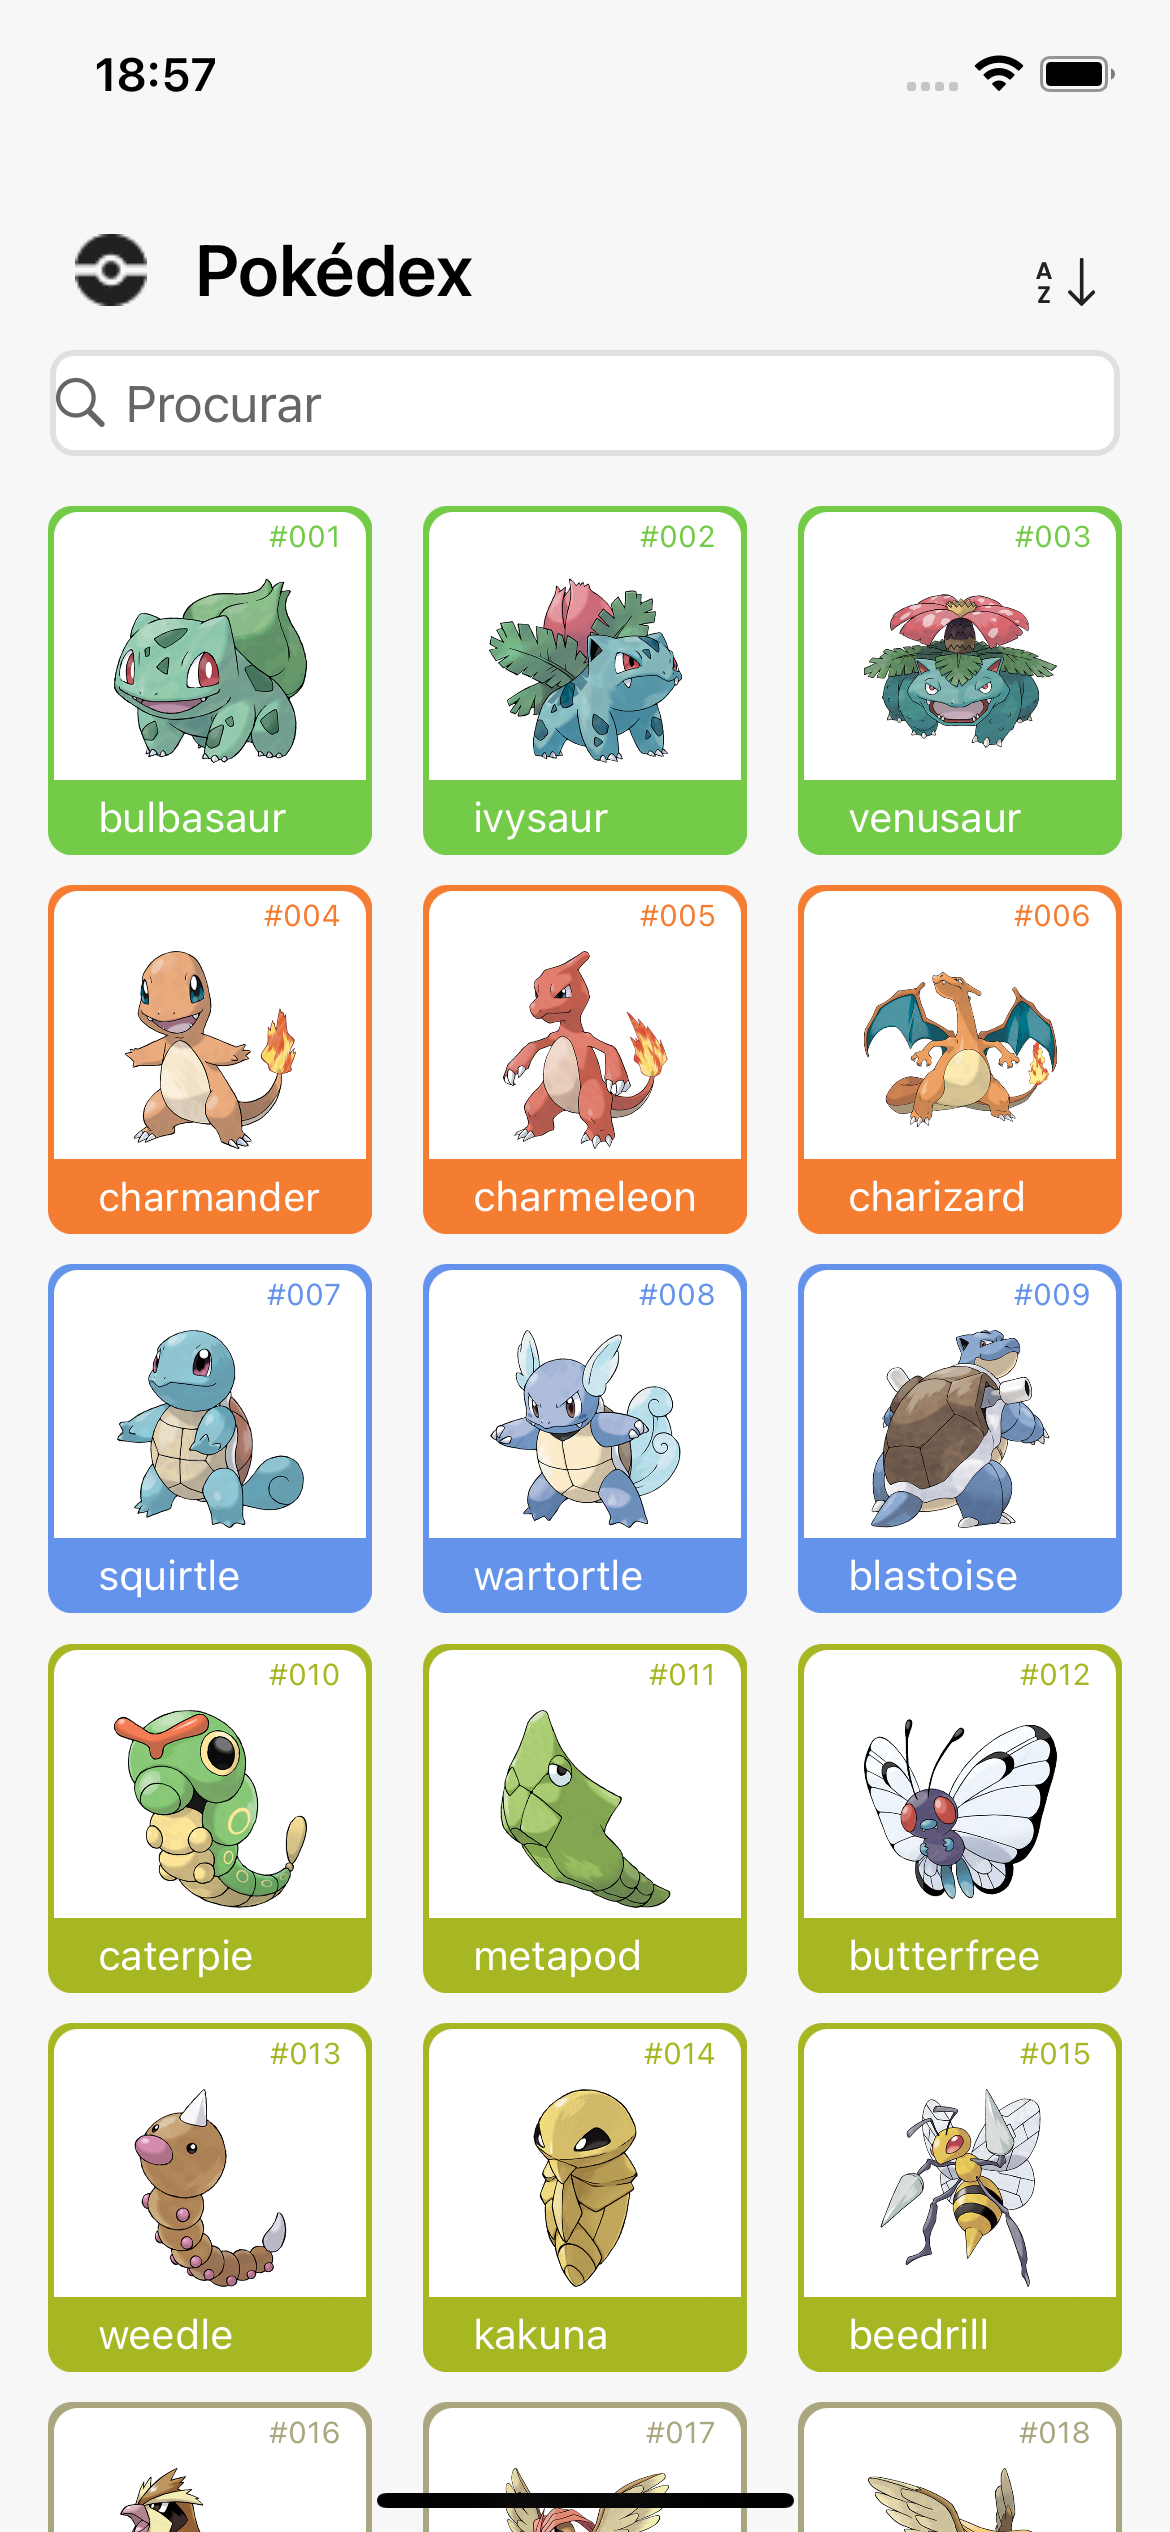 18:57
Pokédex
A
Z
Procurar
#001 #002 #003
bulbasaur ivysaur venusaur
#004 #005 #006
charmander charmeleon charizard
#007 #008 #009
squirtle wartortle blastoise
#010 #011 #012
caterpie metapod butterfree
#013 #014 #015
weedle kakuna beedrill
#016 #017 #018